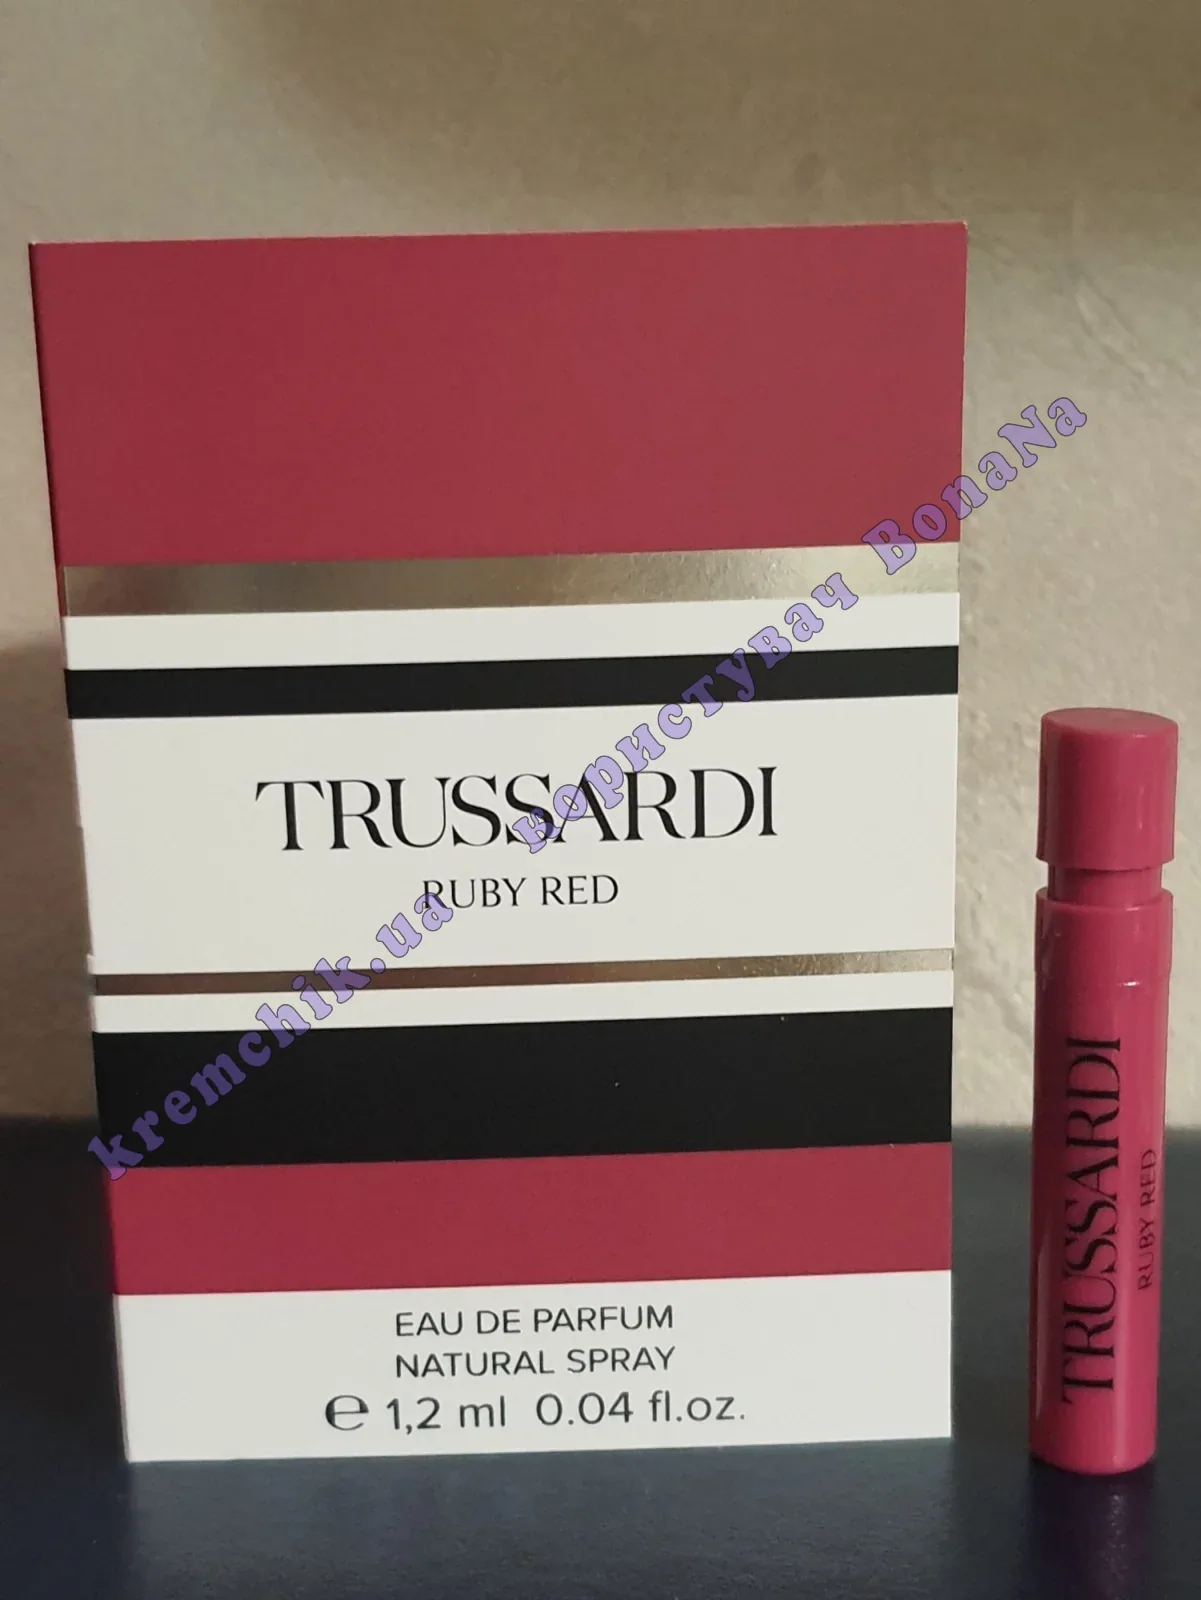 TRUSSARDI
RUBY RED
EAU DE PARFUM
NATURAL SPRAY
℮ 1,2 ml 0.04 fl.oz.
TRUSSARDI
RUBY RED
kremchik.ua користувач BonaNa